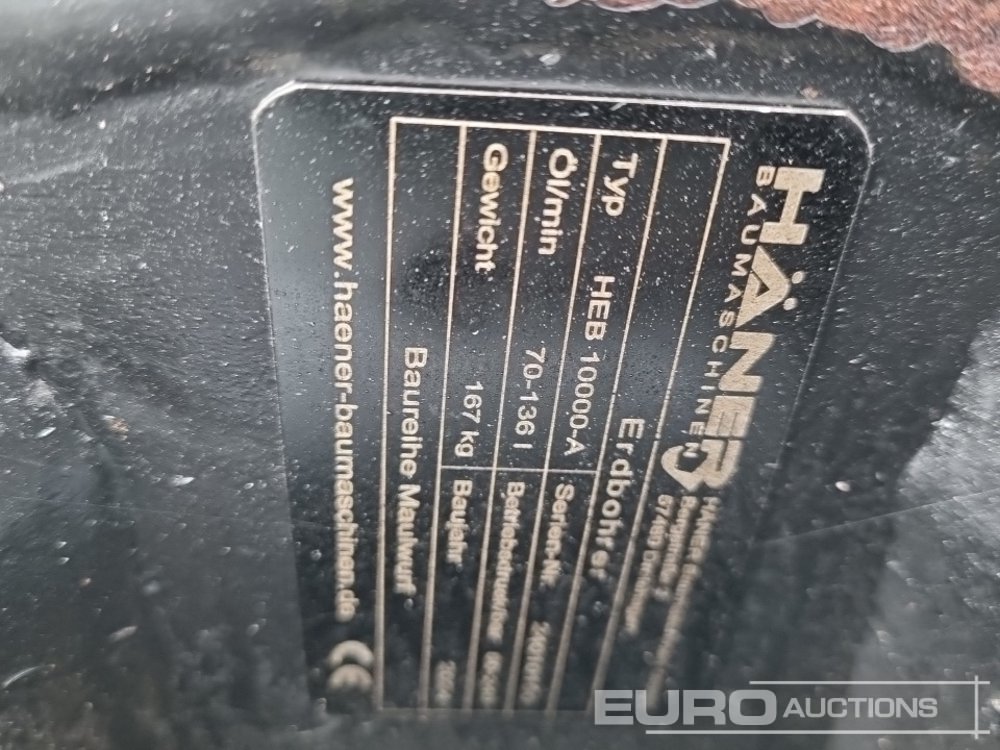 HÄNER
BAUMASCHINEN
Erdbohrer
Typ HEB 10000-A Serien-Nr.
Öl/min 70-136 l
Gewicht 167 kg Baujahr
Baureihe Maulwurf
www.haener-baumaschinen.de CE
EURO AUCTIONS